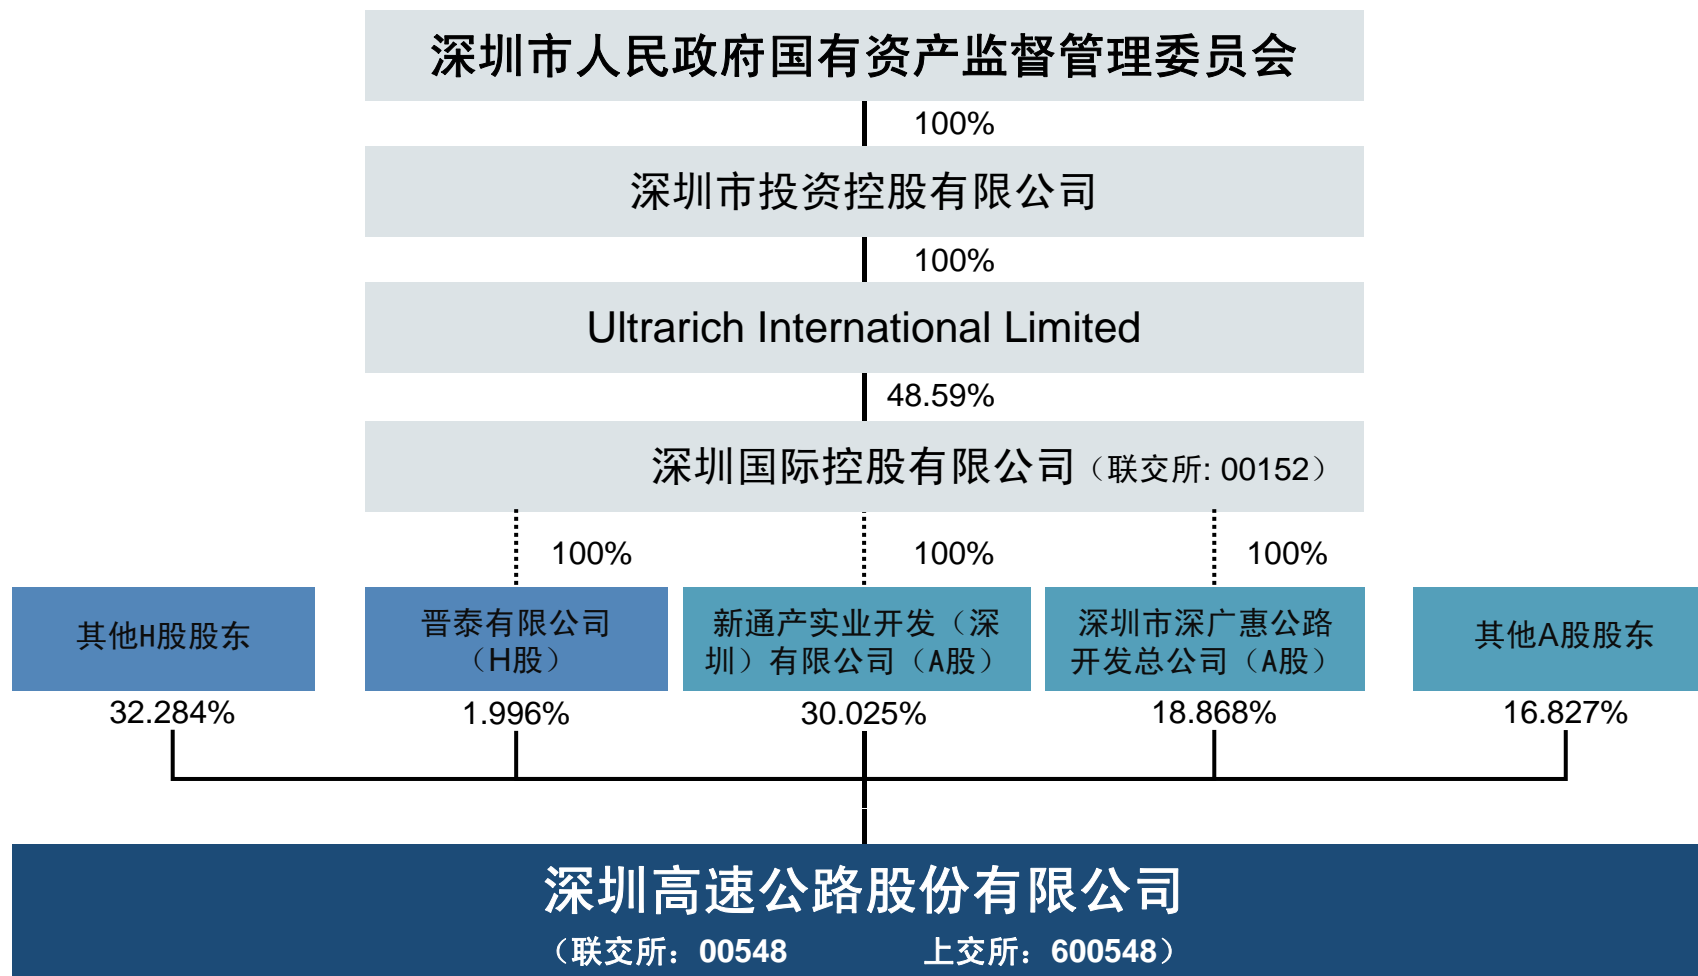 深圳市人民政府国有资产监督管理委员会
100%
深圳市投资控股有限公司
100%
Ultrarich International Limited
48.59%
深圳国际控股有限公司（联交所: 00152）
100%
100%
100%
其他H股股东
晋泰有限公司
（H股）
新通产实业开发（深
圳）有限公司（A股）
深圳市深广惠公路
开发总公司（A股）
其他A股股东
32.284%
1.996%
30.025%
18.868%
16.827%
深圳高速公路股份有限公司
（联交所：00548 上交所：600548）